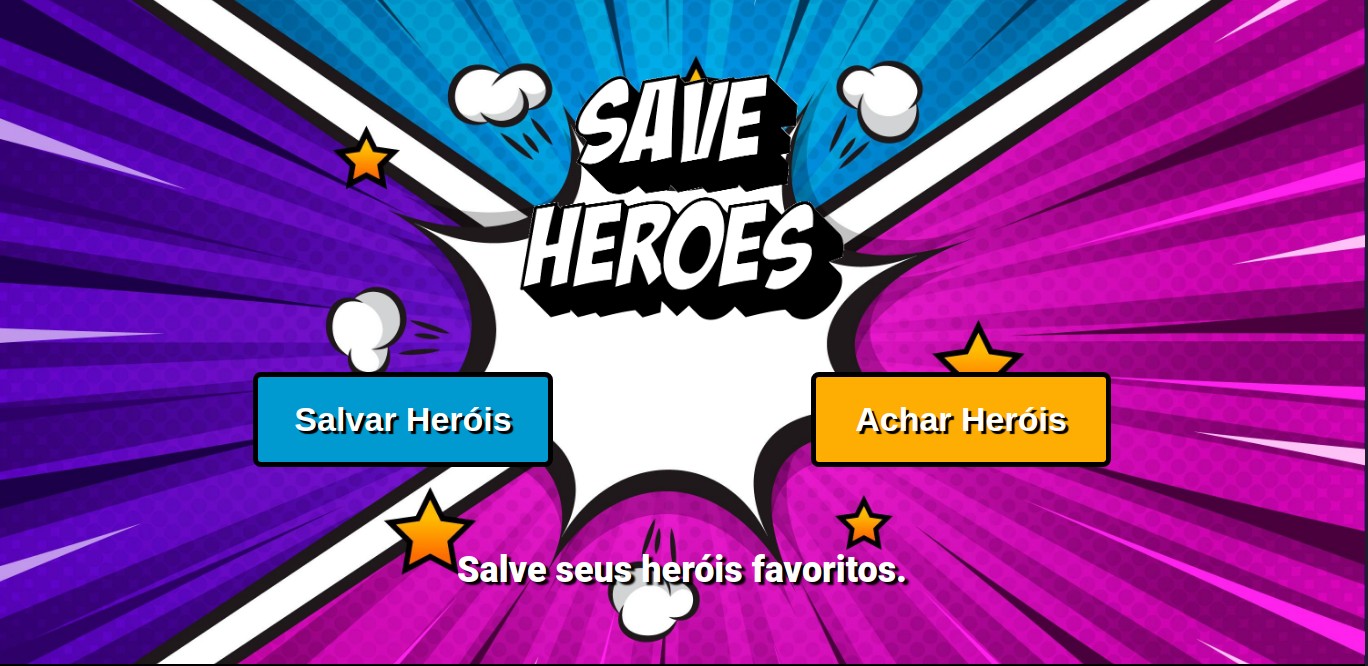 SAVE
HEROES
Salvar Heróis
Achar Heróis
Salve seus heróis favoritos.